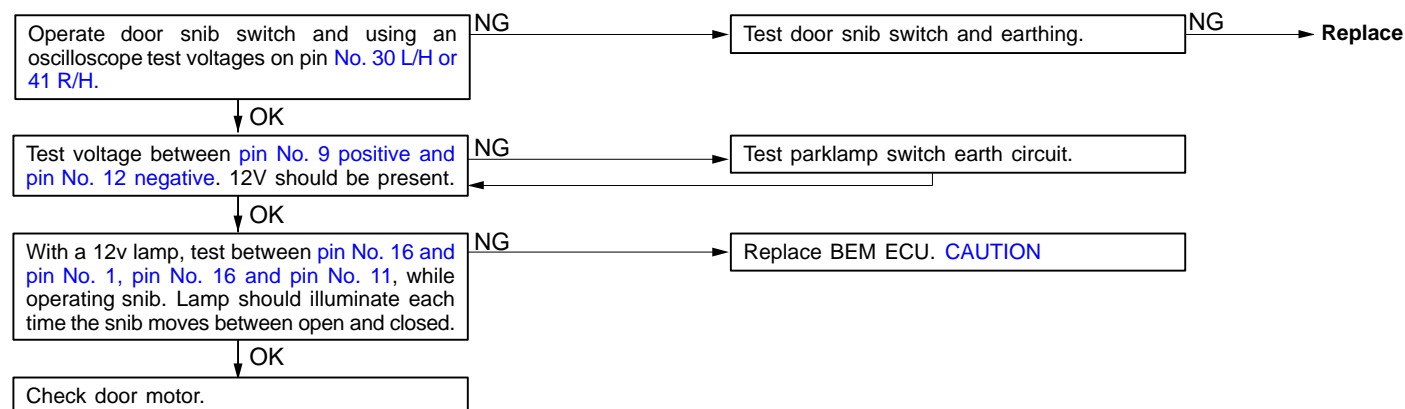 Operate door snib switch and using an
oscilloscope test voltages on pin No. 30 L/H or
41 R/H.
NG
Test door snib switch and earthing.
NG
Replace
OK
Test voltage between pin No. 9 positive and
pin No. 12 negative. 12V should be present.
NG
Test parklamp switch earth circuit.
OK
With a 12v lamp, test between pin No. 16 and
pin No. 1, pin No. 16 and pin No. 11, while
operating snib. Lamp should illuminate each
time the snib moves between open and closed.
NG
Replace BEM ECU. CAUTION
OK
Check door motor.